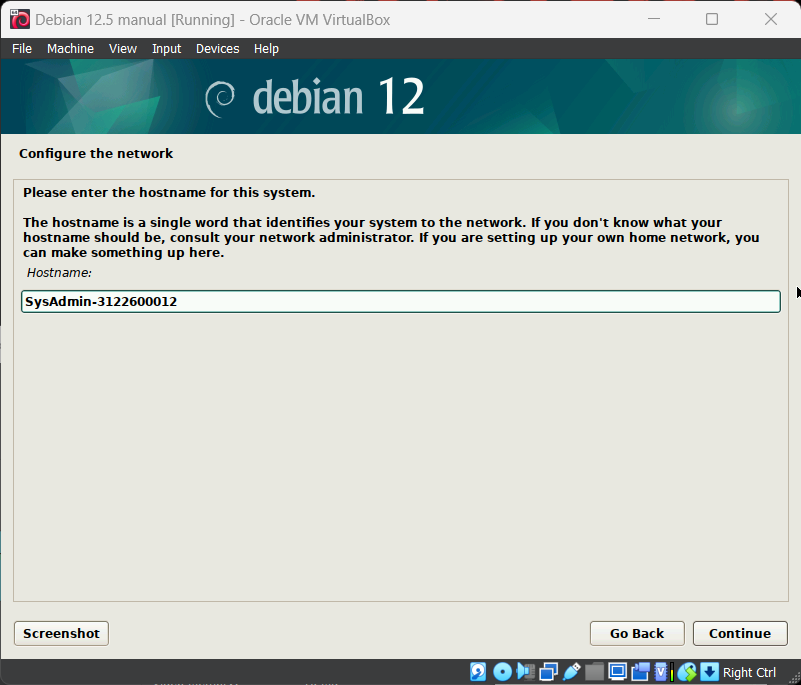 Debian 12.5 manual [Running] - Oracle VM VirtualBox
File Machine View Input Devices Help
debian 12
Configure the network
Please enter the hostname for this system.
The hostname is a single word that identifies your system to the network. If you don't know what your
hostname should be, consult your network administrator. If you are setting up your own home network, you
can make something up here.
Hostname:
SysAdmin-3122600012
Screenshot
Go Back
Continue
Right Ctrl